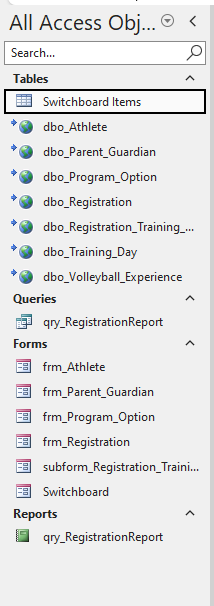 All Access Obj...
Search...
Tables
Switchboard Items
dbo_Athlete
dbo_Parent_Guardian
dbo_Program_Option
dbo_Registration
dbo_Registration_Training_...
dbo_Training_Day
dbo_Volleyball_Experience
Queries
qry_RegistrationReport
Forms
frm_Athlete
frm_Parent_Guardian
frm_Program_Option
frm_Registration
subform_Registration_Traini...
Switchboard
Reports
qry_RegistrationReport